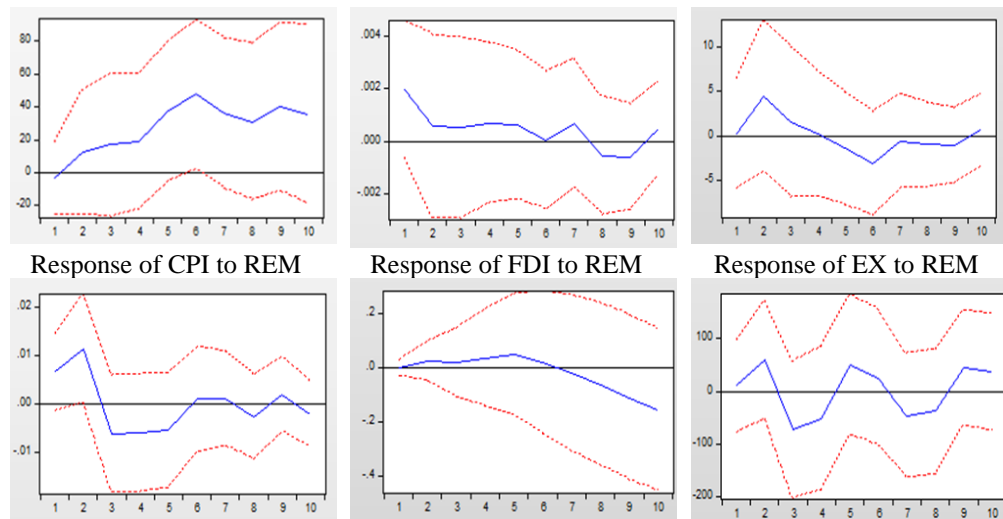 80
60
40
20
0
-20
1 2 3 4 5 6 7 8 9 10
.004
.002
.000
-.002
1 2 3 4 5 6 7 8 9 10
10
5
0
-5
1 2 3 4 5 6 7 8 9 10
Response of CPI to REM
Response of FDI to REM
Response of EX to REM
.02
.01
.00
-.01
1 2 3 4 5 6 7 8 9 10
.2
.0
-.2
-.4
1 2 3 4 5 6 7 8 9 10
100
0
-100
-200
1 2 3 4 5 6 7 8 9 10